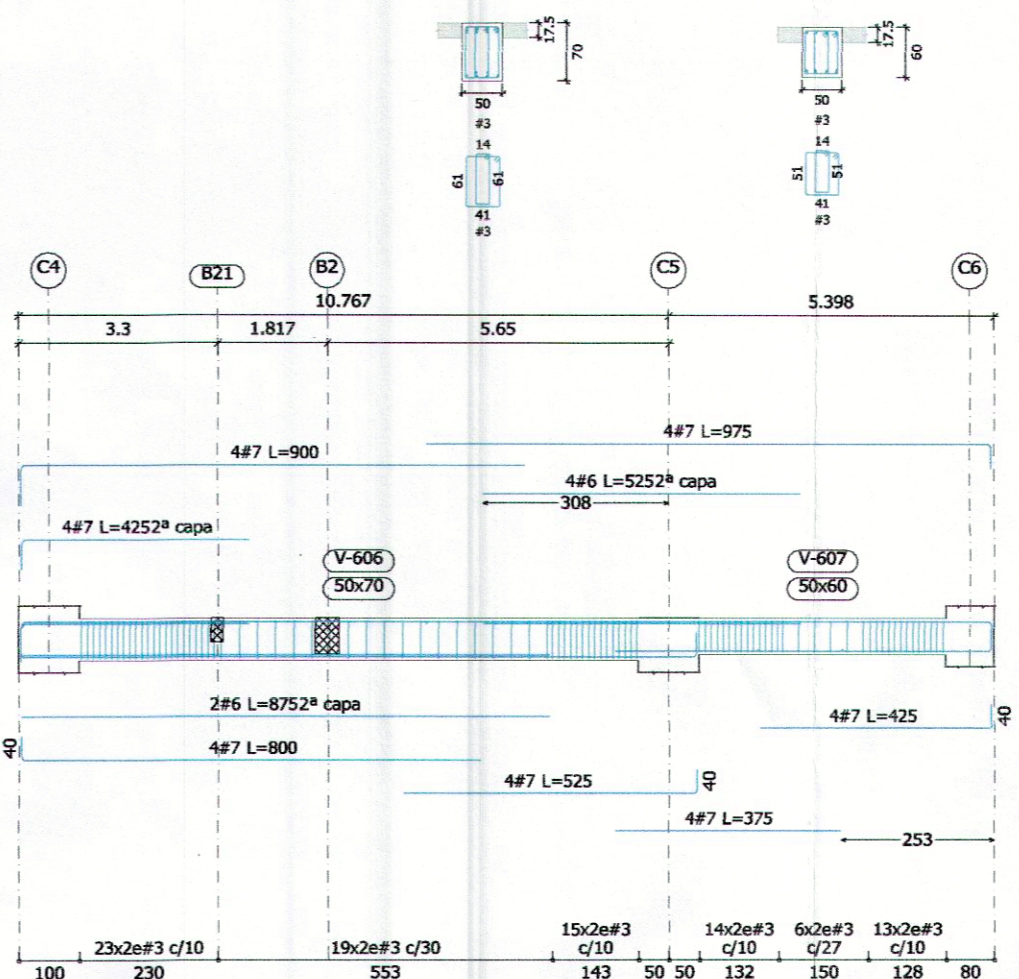 17.5
70
50
#3
14
61
61
41
#3
17.5
60
50
#3
14
51
51
41
#3
C4
B21
B2
C5
C6
10.767
5.398
3.3
1.817
5.65
4#7 L=975
4#7 L=900
4#6 L=5252ª capa
308
4#7 L=4252ª capa
V-606
50x70
V-607
50x60
2#6 L=8752ª capa
4#7 L=425
40
40
4#7 L=800
4#7 L=525
40
4#7 L=375
253
23x2e#3 c/10
19x2e#3 c/30
15x2e#3
c/10
14x2e#3
c/10
6x2e#3
c/27
13x2e#3
c/10
100
230
553
143
50
50
132
150
128
80